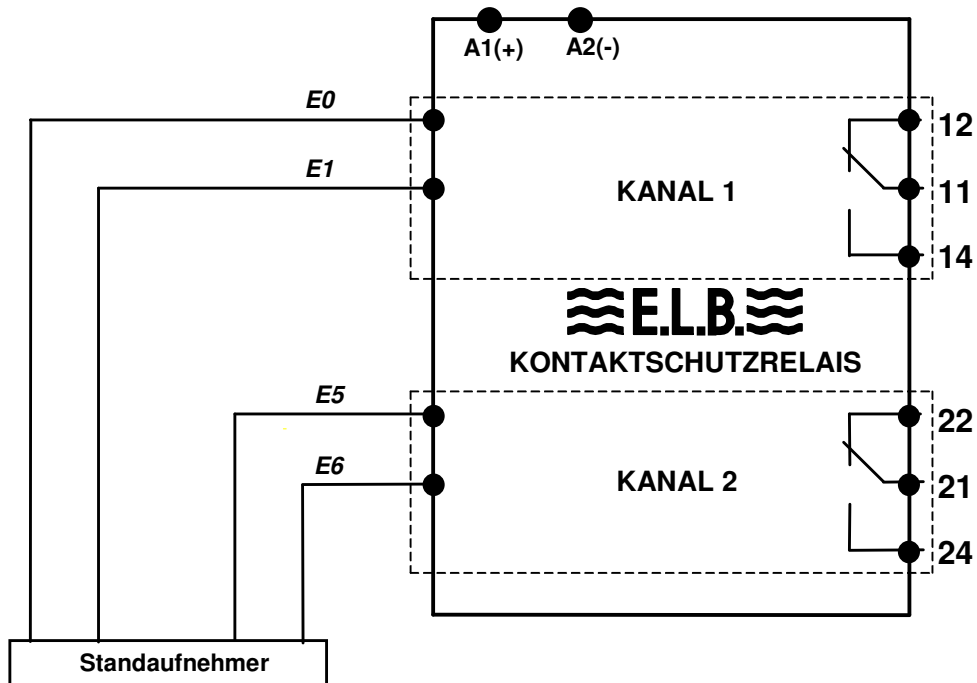 A1(+) A2(-)
E0
12
E1
KANAL 1
11
14
E.L.B.
KONTAKTSCHUTZRELAIS
E5
22
E6
KANAL 2
21
24
Standaufnehmer